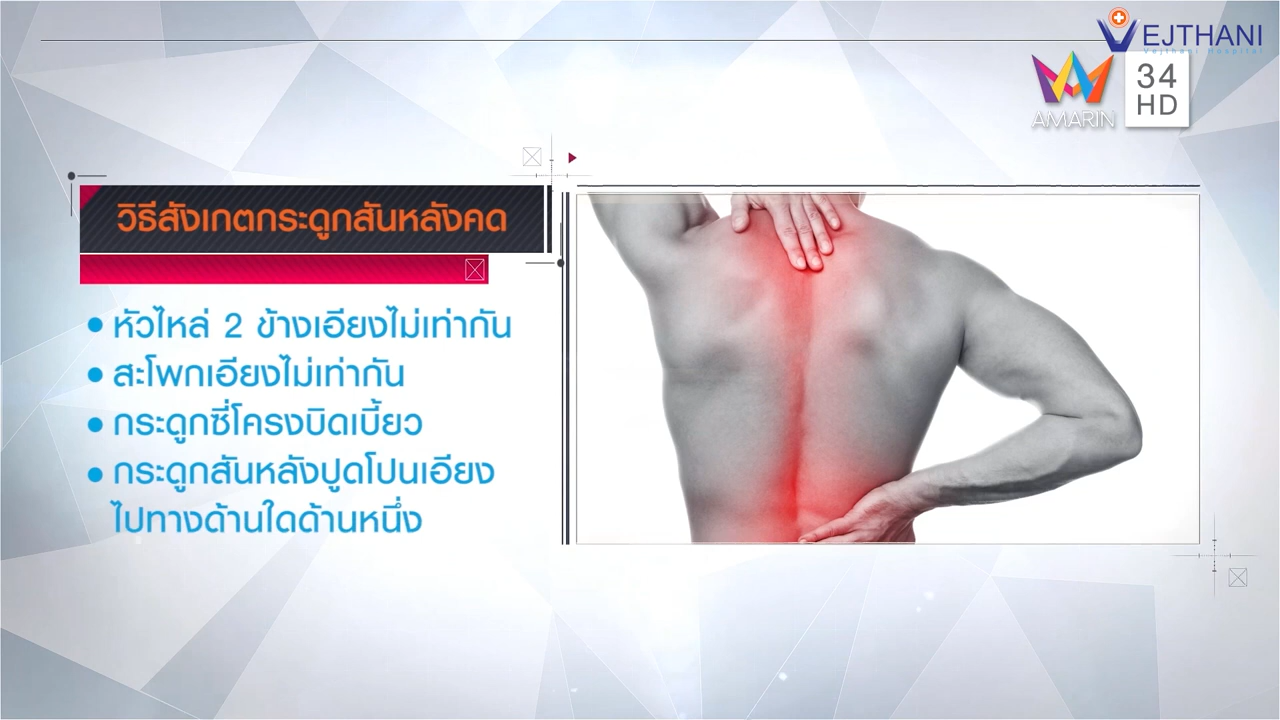 VEJTHANI
Vejthani Hospital
AMARIN
34
HD
วิธีสังเกตกระดูกสันหลังคด
• หัวไหล่ 2 ข้างเอียงไม่เท่ากัน
• สะโพกเอียงไม่เท่ากัน
• กระดูกซี่โครงบิดเบี้ยว
• กระดูกสันหลังปูดโปนเอียง
ไปทางด้านใดด้านหนึ่ง